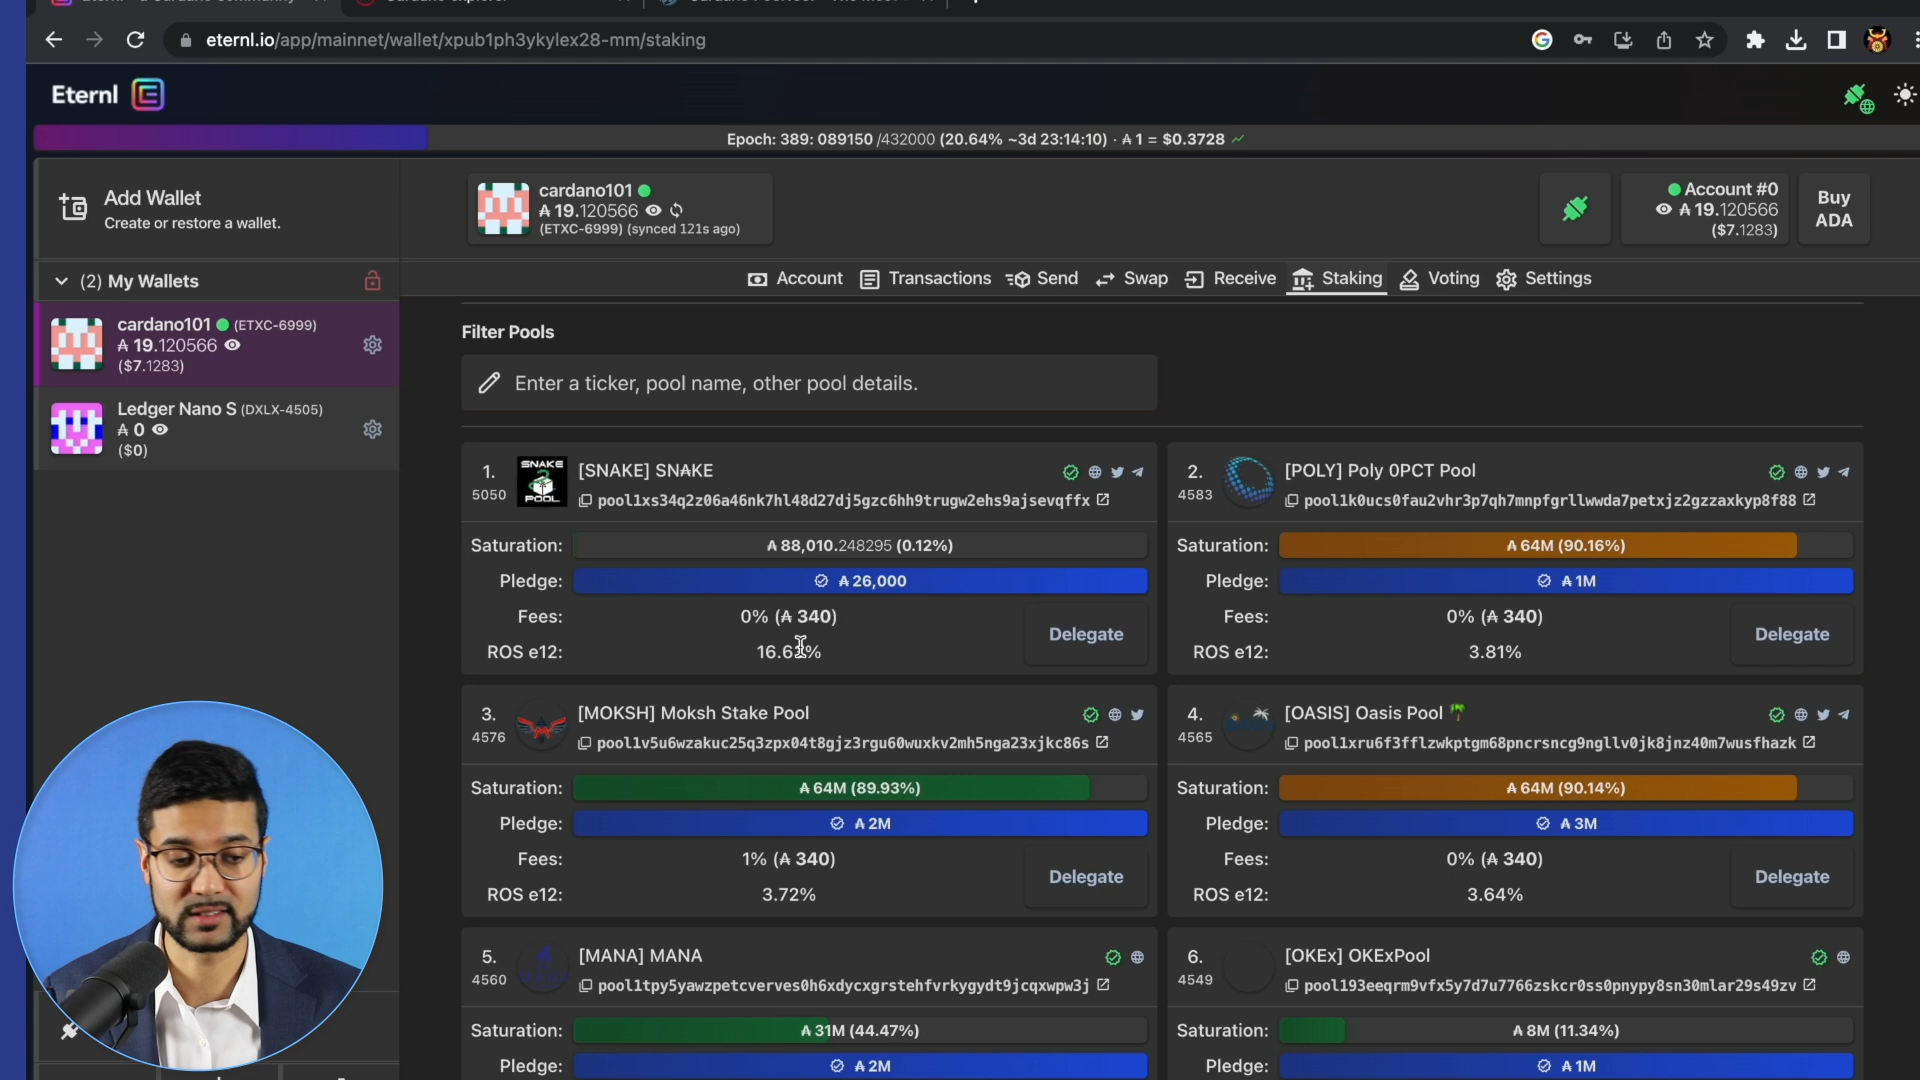 eternl.io/app/mainnet/wallet/xpub1ph3ykylex28-mm/staking
Eternl
Epoch: 389: 089150 /432000 (20.64% ~3d 23:14:10) · ₳ 1 = $0.3728
Add Wallet
Create or restore a wallet.
cardano101
₳ 19.120566
(ETXC-6999) (synced 121s ago)
Account #0
₳ 19.120566
($7.1283)
Buy
ADA
(2) My Wallets
Account
Transactions
Send
Swap
Receive
Staking
Voting
Settings
cardano101 (ETXC-6999)
₳ 19.120566
($7.1283)
Ledger Nano S (DXLX-4505)
₳ 0
($0)
Filter Pools
Enter a ticker, pool name, other pool details.
1.
5050
SNAKE
POOL
[SNAKE] SN₳KE
pool1xs34q2z06a46nk7hl48d27dj5gzc6hh9trugw2ehs9ajsevqffx
Saturation: ₳ 88,010.248295 (0.12%)
Pledge: ₳ 26,000
Fees: 0% (₳ 340)
Delegate
ROS e12:
2.
4583
[POLY] Poly 0PCT Pool
pool1k0ucs0fau2vhr3p7qh7mnpfgrllwwda7petxjz2gzzaxkyp8f88
Saturation: ₳ 64M (90.16%)
Pledge: ₳ 1M
Fees: 0% (₳ 340)
Delegate
ROS e12: 3.81%
3.
4576
[MOKSH] Moksh Stake Pool
pool1v5u6wzakuc25q3zpx04t8gjz3rgu60wuxkv2mh5nga23xjkc86s
Saturation: ₳ 64M (89.93%)
Pledge: ₳ 2M
Fees: 1% (₳ 340)
Delegate
ROS e12: 3.72%
4.
4565
[OASIS] Oasis Pool 🌴
pool1xru6f3fflzwkptgm68pncrsncg9ngllv0jk8jnz40m7wusfhazk
Saturation: ₳ 64M (90.14%)
Pledge: ₳ 3M
Fees: 0% (₳ 340)
Delegate
ROS e12: 3.64%
5.
4560
[MANA] MANA
pool1tpy5yawzpetcverves0h6xdycxgrstehfvrkygydt9jcqxwpw3j
Saturation: ₳ 31M (44.47%)
Pledge: ₳ 2M
6.
4549
[OKEx] OKExPool
pool193eeqrm9vfx5y7d7u7766zskcr0ss0pnypy8sn30mlar29s49zv
Saturation: ₳ 8M (11.34%)
Pledge: ₳ 1M